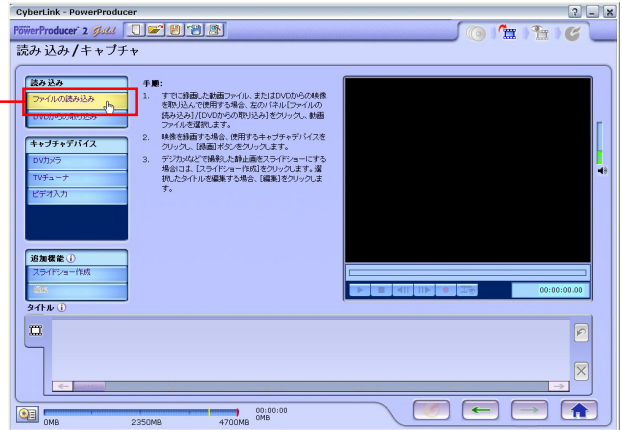 CyberLink - PowerProducer
PowerProducer 2 Gold
読み込み/キャプチャ
読み込み
ファイルの読み込み
DVDからの取り込み
キャプチャデバイス
DVカメラ
TVチューナ
ビデオ入力
追加機能
スライドショー作成
手順:
1. すでに録画した動画ファイル、またはDVDからの映像
を取り込んで使用する場合、左のパネル[ファイルの
読み込み]/[DVDからの取り込み]をクリックし、動画
ファイルを選択します。
2. 映像を録画する場合、使用するキャプチャデバイスを
クリックし、[録画]ボタンをクリックします。
3. デジカメなどで撮影した静止画をスライドショーにする
場合には、[スライドショー作成]をクリックします。選
択したタイトルを編集する場合、[編集]をクリックしま
す。
00:00:00.00
タイトル
00:00:00
0MB
0MB 2350MB 4700MB